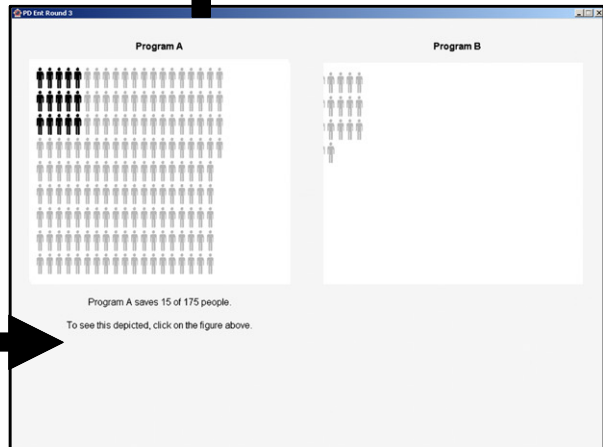 PD Ent Round 3
Program A
Program B
Program A saves 15 of 175 people.
To see this depicted, click on the figure above.